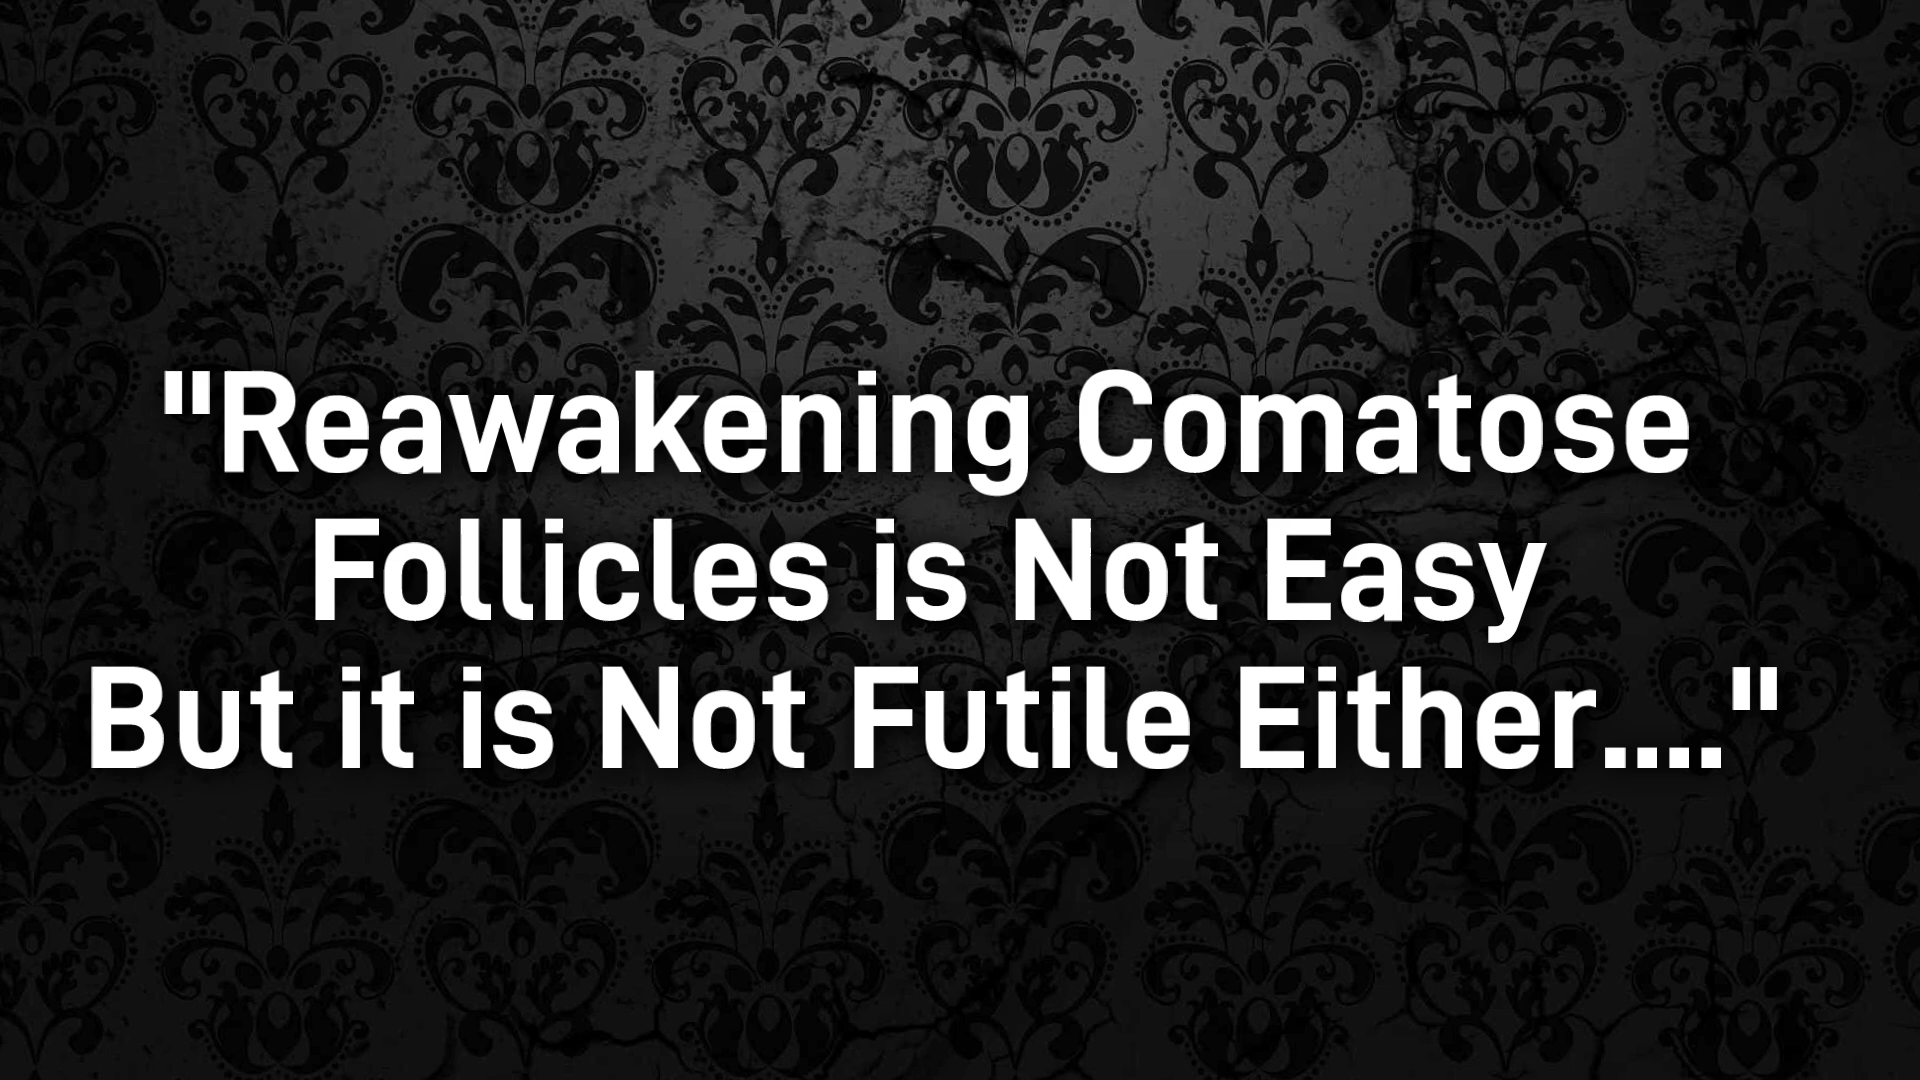 "Reawakening Comatose
Follicles is Not Easy
But it is Not Futile Either...."